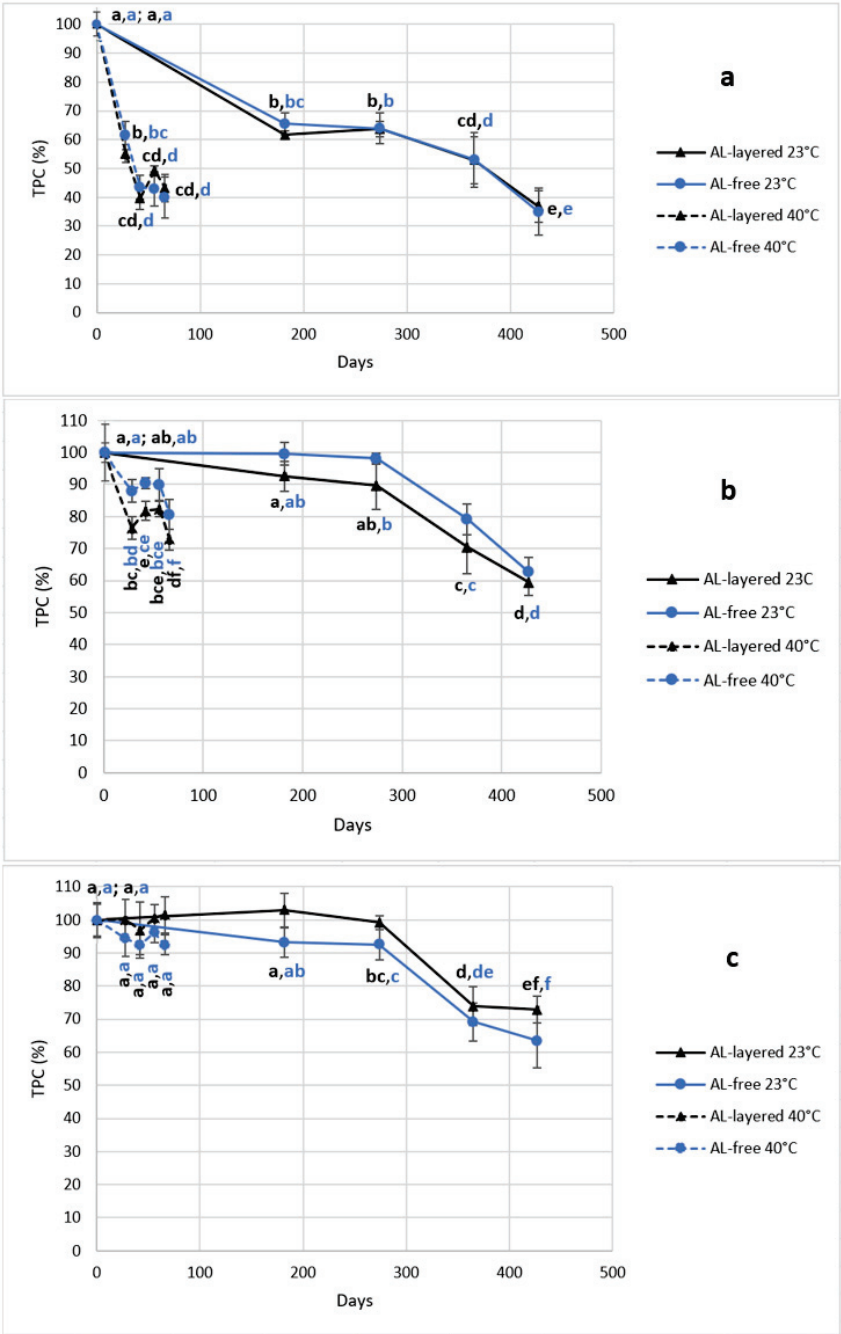 a,a; a,a
100
90
80
70
60
50
40
30
20
10
0
TPC (%)
b,bc
cd,d
cd,d
cd,d
b,bc
b,b
cd,d
e,e
0 100 200 300 400 500
Days
a
AL-layered 23°C
AL-free 23°C
AL-layered 40°C
AL-free 40°C
110
100
90
80
70
60
50
40
30
20
10
0
TPC (%)
a,a; ab,ab
bc,bd
e,ce
bce,bce
df,f
a,ab
ab,b
c,c
d,d
0 100 200 300 400 500
Days
b
AL-layered 23C
AL-free 23°C
AL-layered 40°C
AL-free 40°C
110
100
90
80
70
60
50
40
30
20
10
0
TPC (%)
a,a; a,a
a,a
a,a
a,a
a,a
a,ab
bc,c
d,de
ef,f
0 100 200 300 400 500
Days
c
AL-layered 23°C
AL-free 23°C
AL-layered 40°C
AL-free 40°C